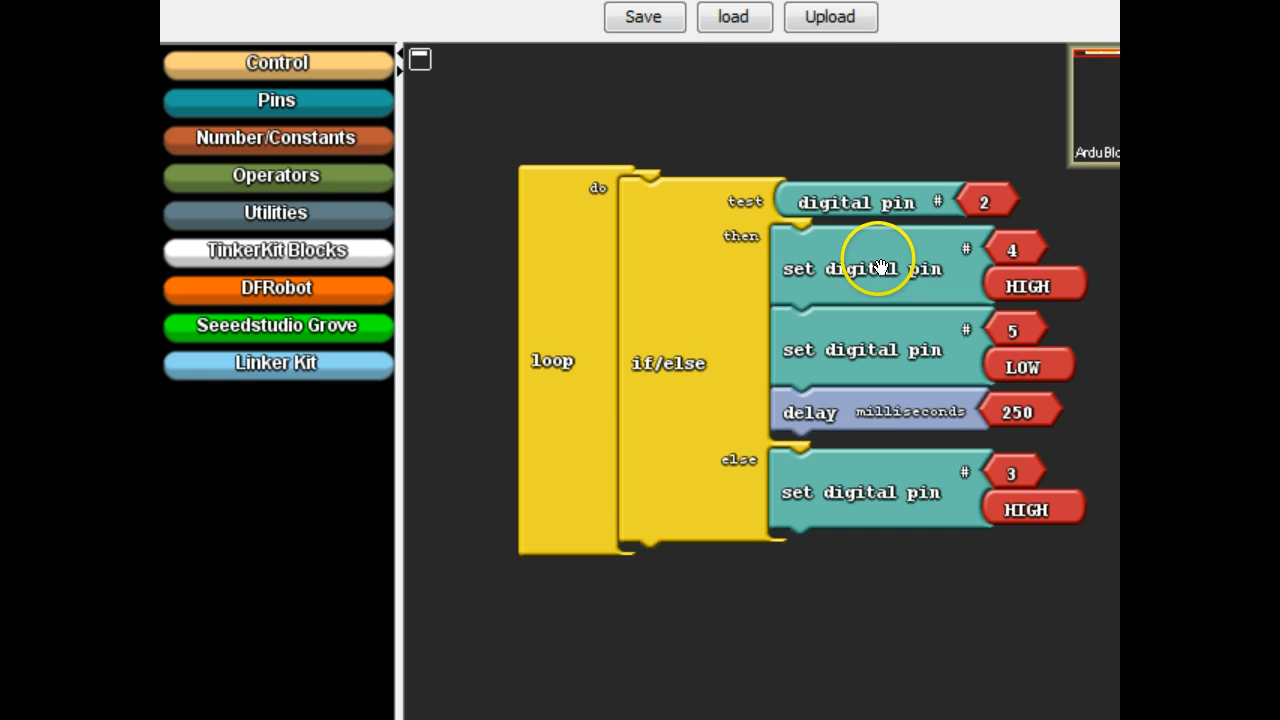 Save load Upload
Control
Pins
Number/Constants
Operators
Utilities
TinkerKit Blocks
DFRobot
Seeedstudio Grove
Linker Kit
loop
do
if/else
test
digital pin # 2
then
set digital pin # 4
HIGH
set digital pin # 5
LOW
delay milliseconds 250
else
set digital pin # 3
HIGH